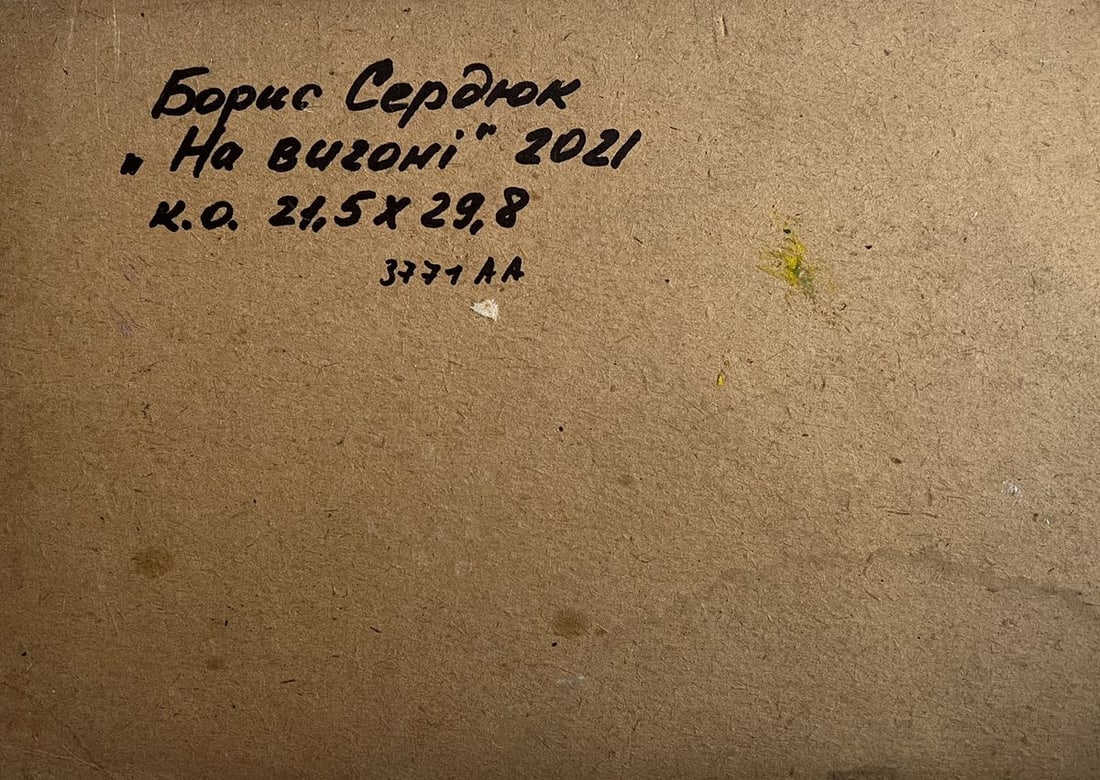 Борис Сердюк
„На вигоні" 2021
к.о. 21,5 х 29,8
3771 АА